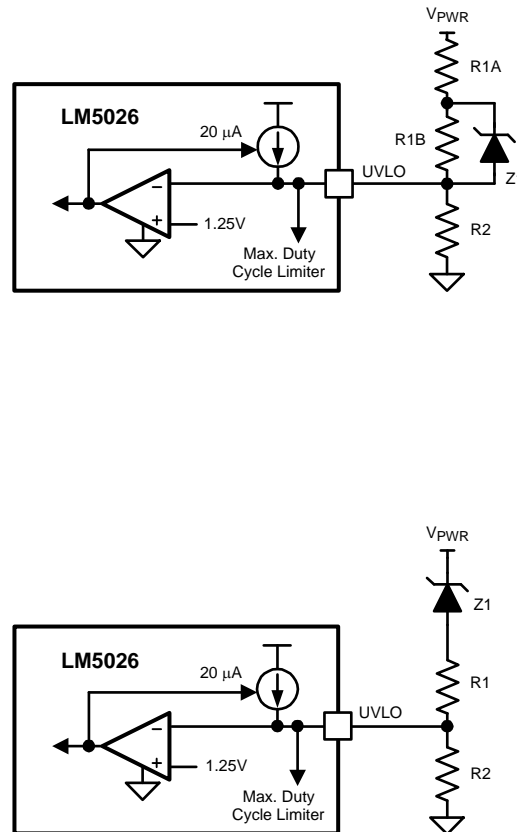 VPWR
R1A
LM5026
20 μA
R1B
Z1
UVLO
−
+
1.25V
R2
Max. Duty
Cycle Limiter
VPWR
Z1
LM5026
20 μA
R1
UVLO
−
+
1.25V
R2
Max. Duty
Cycle Limiter